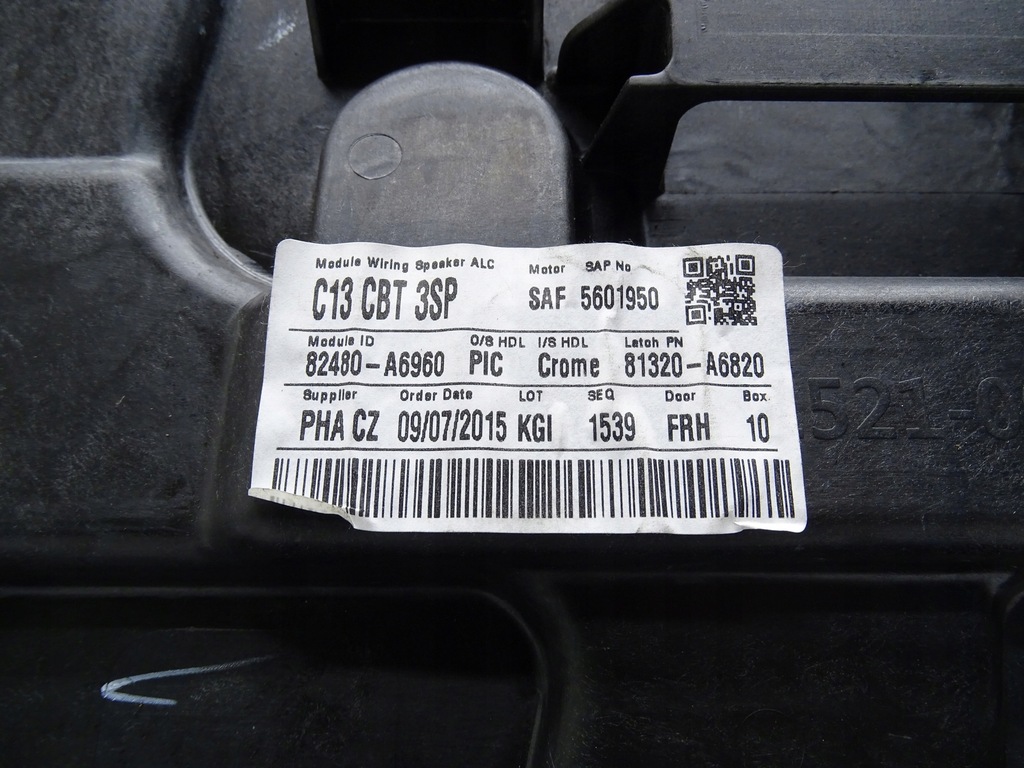 Module Wiring Speaker ALC Motor SAP No
C13 CBT 3SP SAF 5601950
Module ID O/S HDL I/S HDL Latch PN
82480-A6960 PIC Crome 81320-A6820
Supplier Order Date LOT SEQ Door Box
PHA CZ 09/07/2015 KGI 1539 FRH 10